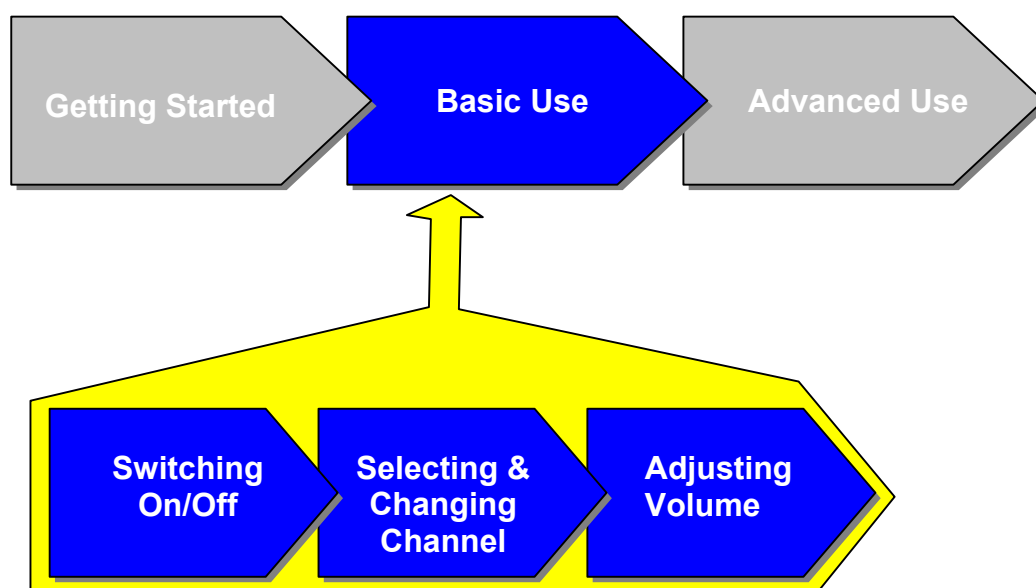 Getting Started
Basic Use
Advanced Use
Switching
On/Off
Selecting &
Changing
Channel
Adjusting
Volume